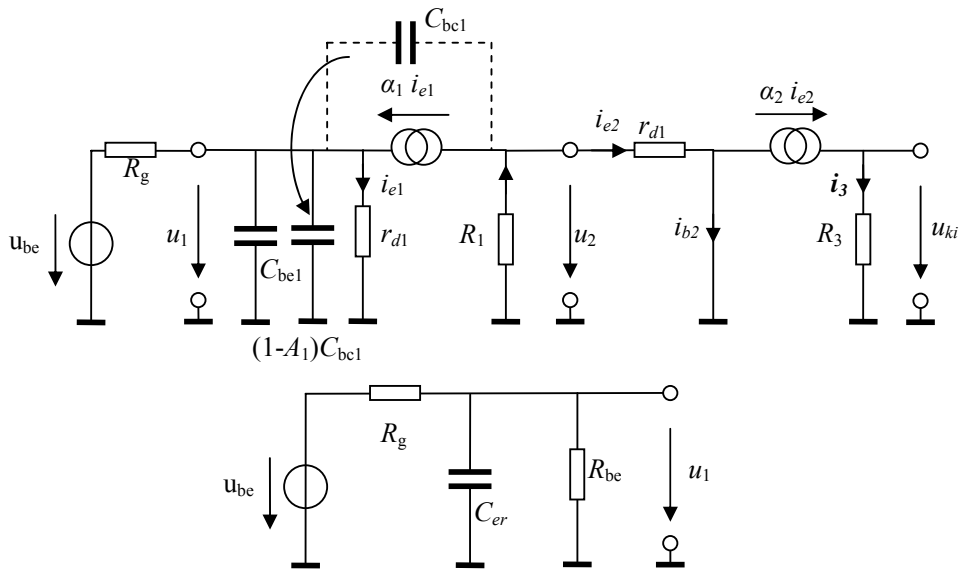 C_bc1
α_1 i_e1
α_2 i_e2
i_e2
r_d1
R_g
i_e1
i_3
u_be
u_1
C_be1
r_d1
R_1
u_2
i_b2
R_3
u_ki
(1-A_1)C_bc1
R_g
u_be
C_er
R_be
u_1